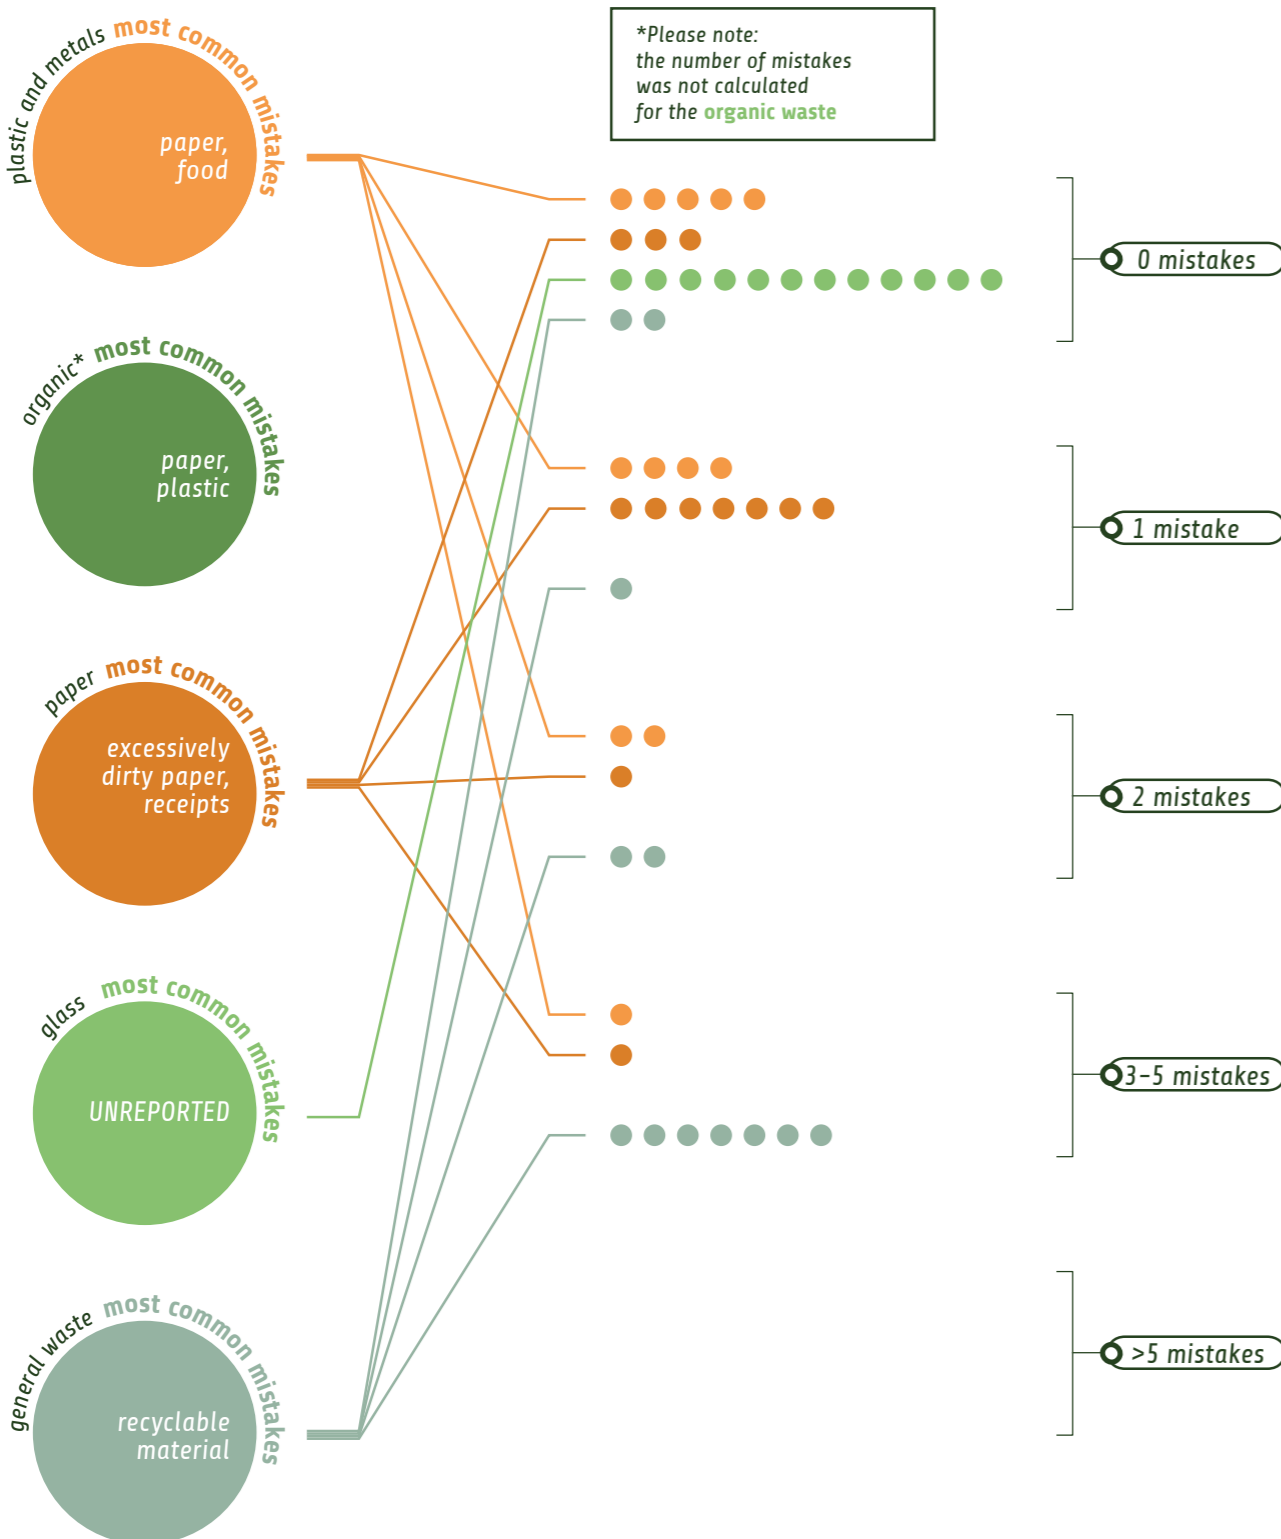 plastic and metals most common mistakes
paper,
food
*Please note:
the number of mistakes
was not calculated
for the organic waste
0 mistakes
organic* most common mistakes
paper,
plastic
1 mistake
paper most common mistakes
excessively
dirty paper,
receipts
2 mistakes
glass most common mistakes
UNREPORTED
3-5 mistakes
general waste most common mistakes
recyclable
material
>5 mistakes